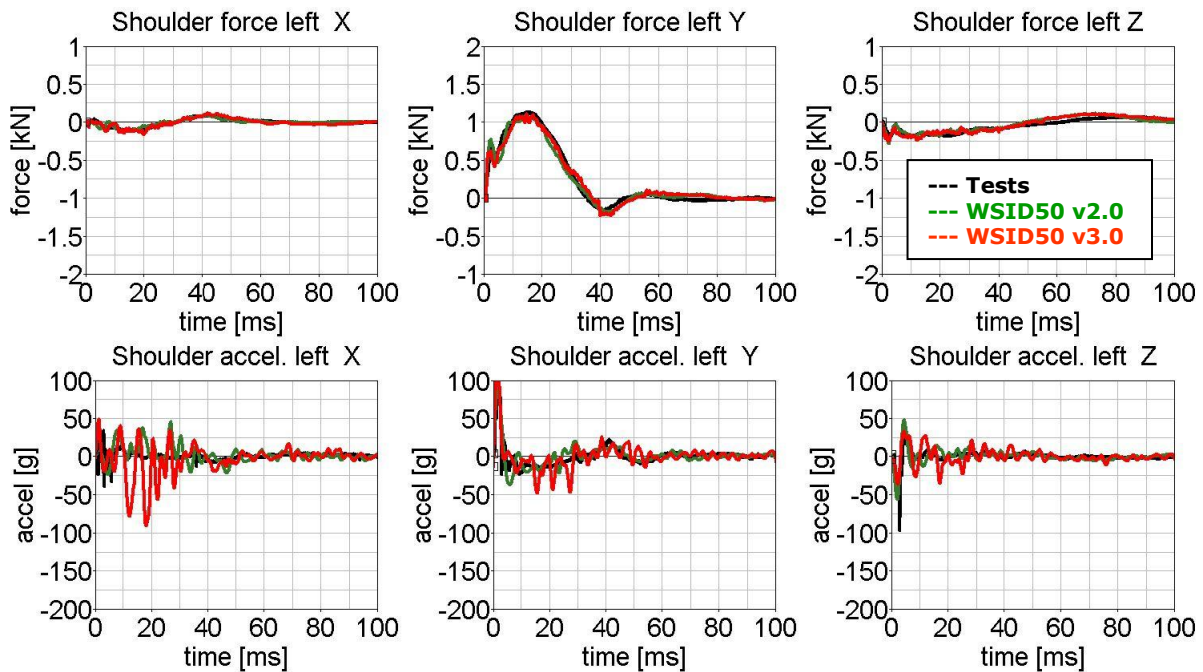 Shoulder force left X
1
0.5
0
-0.5
-1
-1.5
-2
force [kN]
0 20 40 60 80 100
time [ms]
Shoulder force left Y
2
1.5
1
0.5
0
-0.5
-1
force [kN]
0 20 40 60 80 100
time [ms]
Shoulder force left Z
1
0.5
0
-0.5
-1
-1.5
-2
force [kN]
0 20 40 60 80 100
time [ms]
--- Tests
--- WSID50 v2.0
--- WSID50 v3.0
Shoulder accel. left X
100
50
0
-50
-100
-150
-200
accel [g]
0 20 40 60 80 100
time [ms]
Shoulder accel. left Y
100
50
0
-50
-100
-150
-200
accel [g]
0 20 40 60 80 100
time [ms]
Shoulder accel. left Z
100
50
0
-50
-100
-150
-200
accel [g]
0 20 40 60 80 100
time [ms]